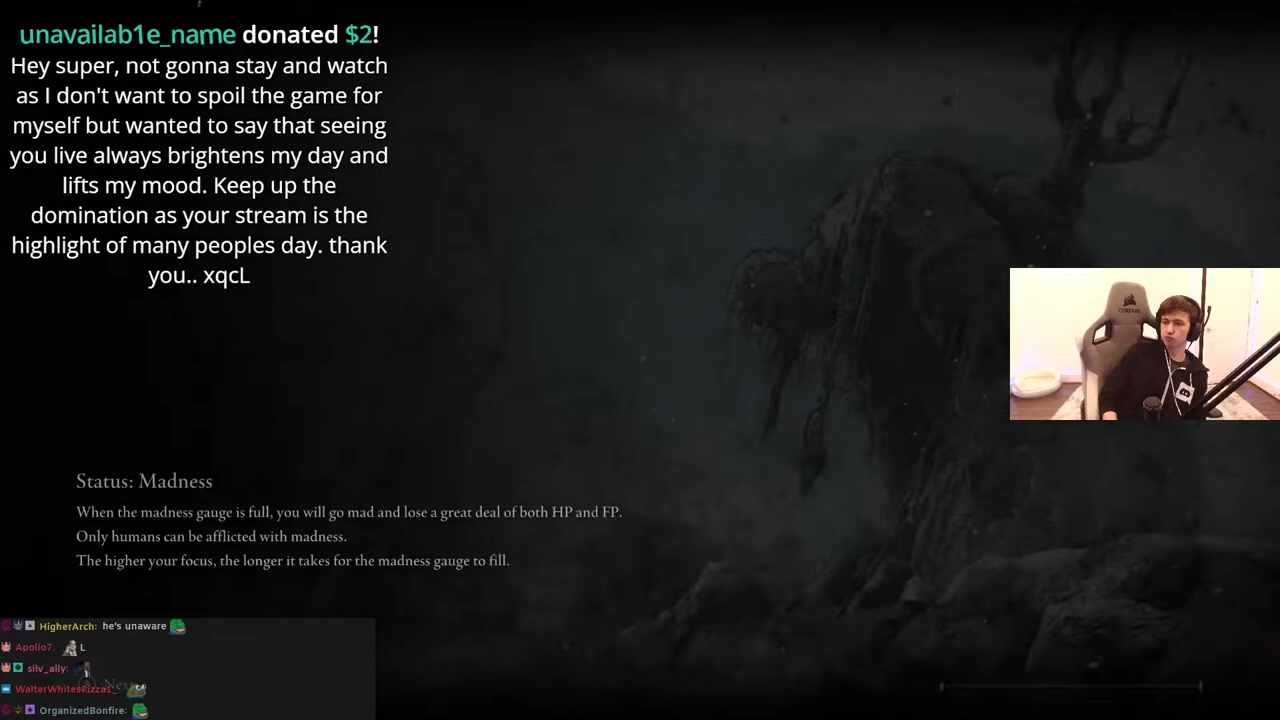 unavailab1e_name donated $2!
Hey super, not gonna stay and watch
as I don't want to spoil the game for
myself but wanted to say that seeing
you live always brightens my day and
lifts my mood. Keep up the
domination as your stream is the
highlight of many peoples day. thank
you.. xqcL
CORSAIR
Status: Madness
When the madness gauge is full, you will go mad and lose a great deal of both HP and FP.
Only humans can be afflicted with madness.
The higher your focus, the longer it takes for the madness gauge to fill.
HigherArch: he's unaware
Apolio7: L
silv_ally:
(A):Next
WalterWhitesPizza1_:
OrganizedBonfire: